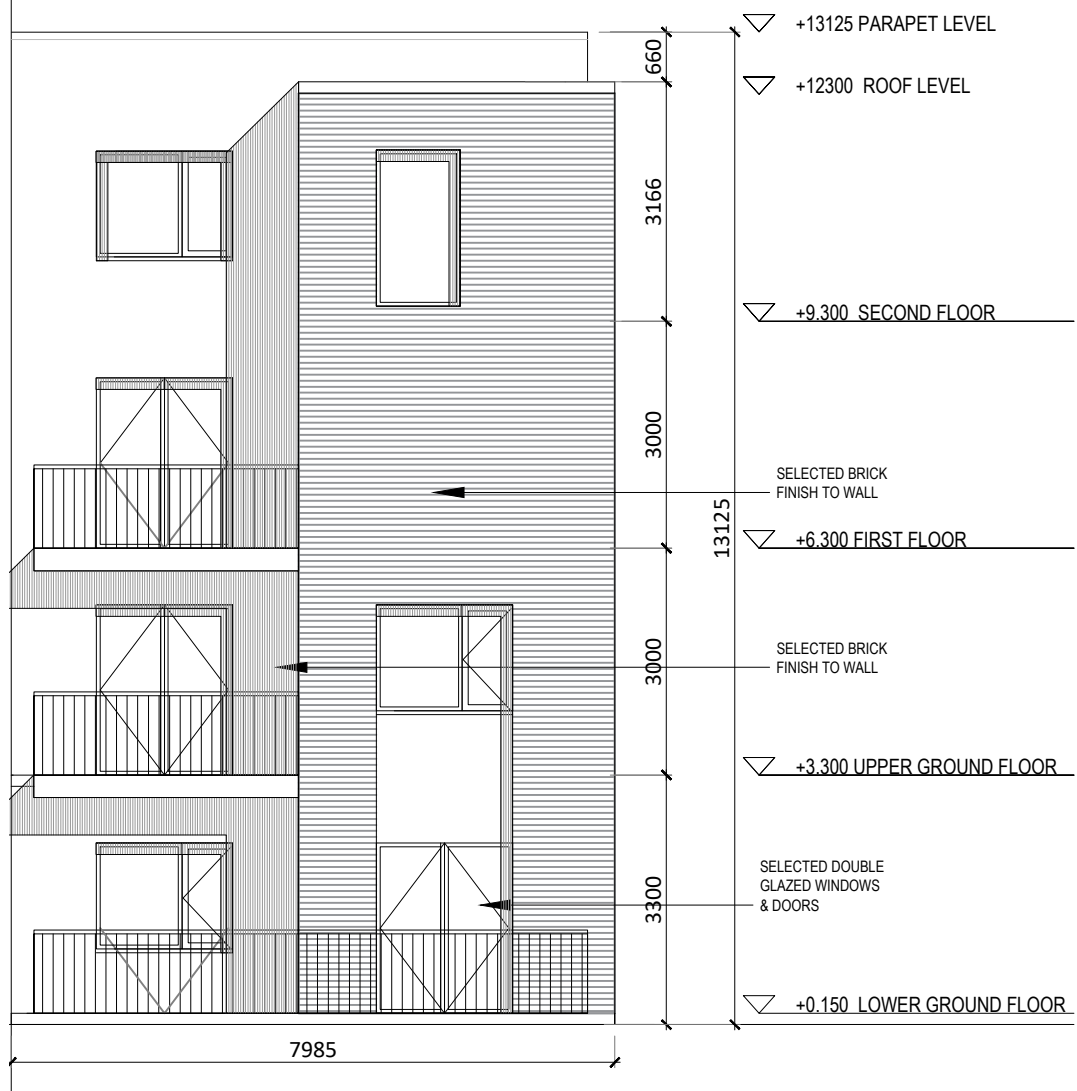 +13125 PARAPET LEVEL
660
+12300 ROOF LEVEL
3166
+9.300 SECOND FLOOR
3000
SELECTED BRICK
FINISH TO WALL
13125
+6.300 FIRST FLOOR
SELECTED BRICK
FINISH TO WALL
3000
+3.300 UPPER GROUND FLOOR
SELECTED DOUBLE
GLAZED WINDOWS
& DOORS
3300
+0.150 LOWER GROUND FLOOR
7985